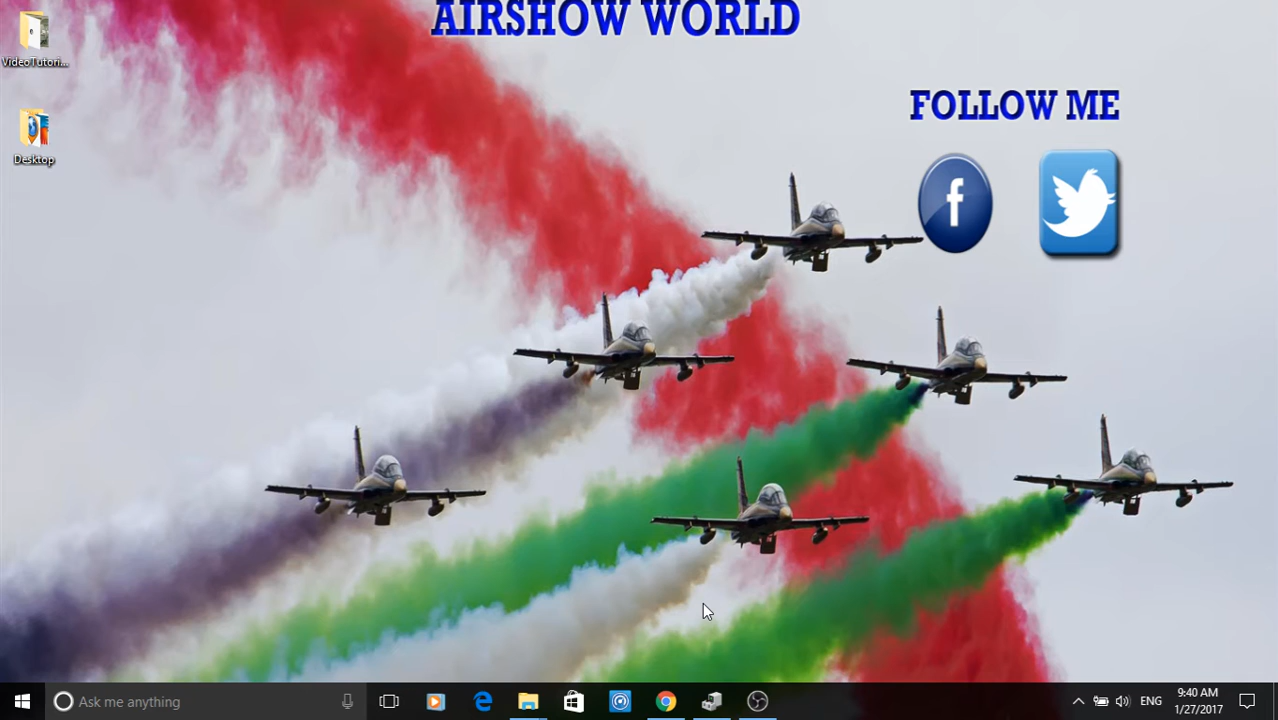 AIRSHOW WORLD
FOLLOW ME
f
VideoTutori...
Desktop
Ask me anything
ENG
9:40 AM
1/27/2017